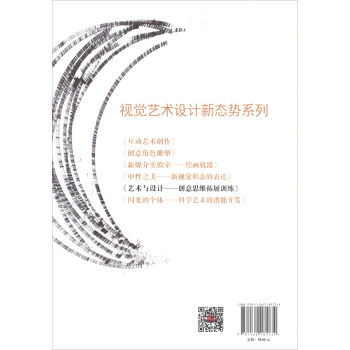 视觉艺术设计新态势系列
《互动艺术创作》
《创意角色雕塑》
《新媒介实验室——绘画机器》
《中性之美——新视觉形态的表达》
《艺术与设计——创意思维拓展训练》
《闪光的个体——科学艺术的潜能开发》